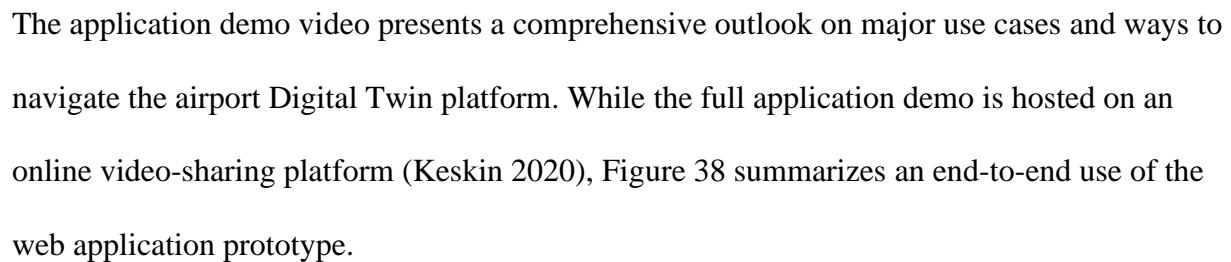 The application demo video presents a comprehensive outlook on major use cases and ways to
navigate the airport Digital Twin platform. While the full application demo is hosted on an
online video-sharing platform (Keskin 2020), Figure 38 summarizes an end-to-end use of the
web application prototype.